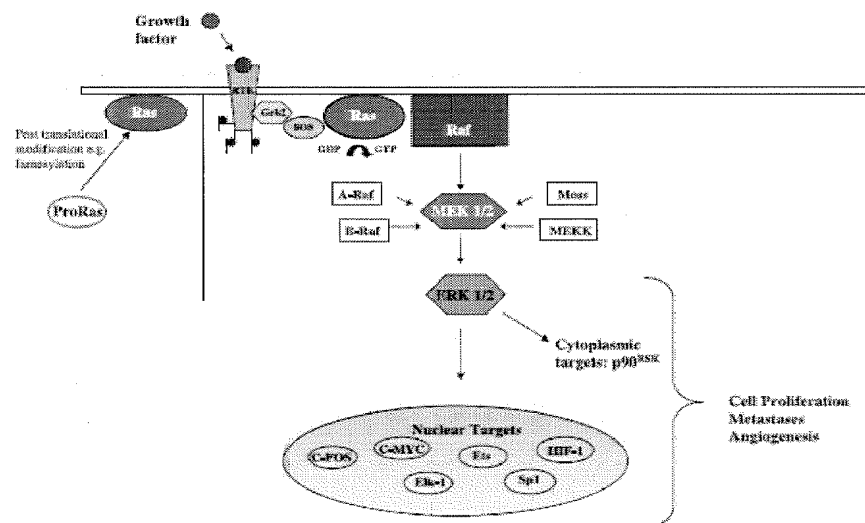 Growth
factor
RTK
Ras
Grb2
SOS
Ras
Raf
GDP
GTP
Post translational
modification e.g.
farnesylation
ProRas
A-Raf
MEK 1/2
Mos
B-Raf
MEKK
ERK 1/2
Cytoplasmic
targets: p90RSK
Cell Proliferation
Metastases
Angiogenesis
Nuclear Targets
C-FOS
C-MYC
Ets
HIF-1
Elk-1
Sp1